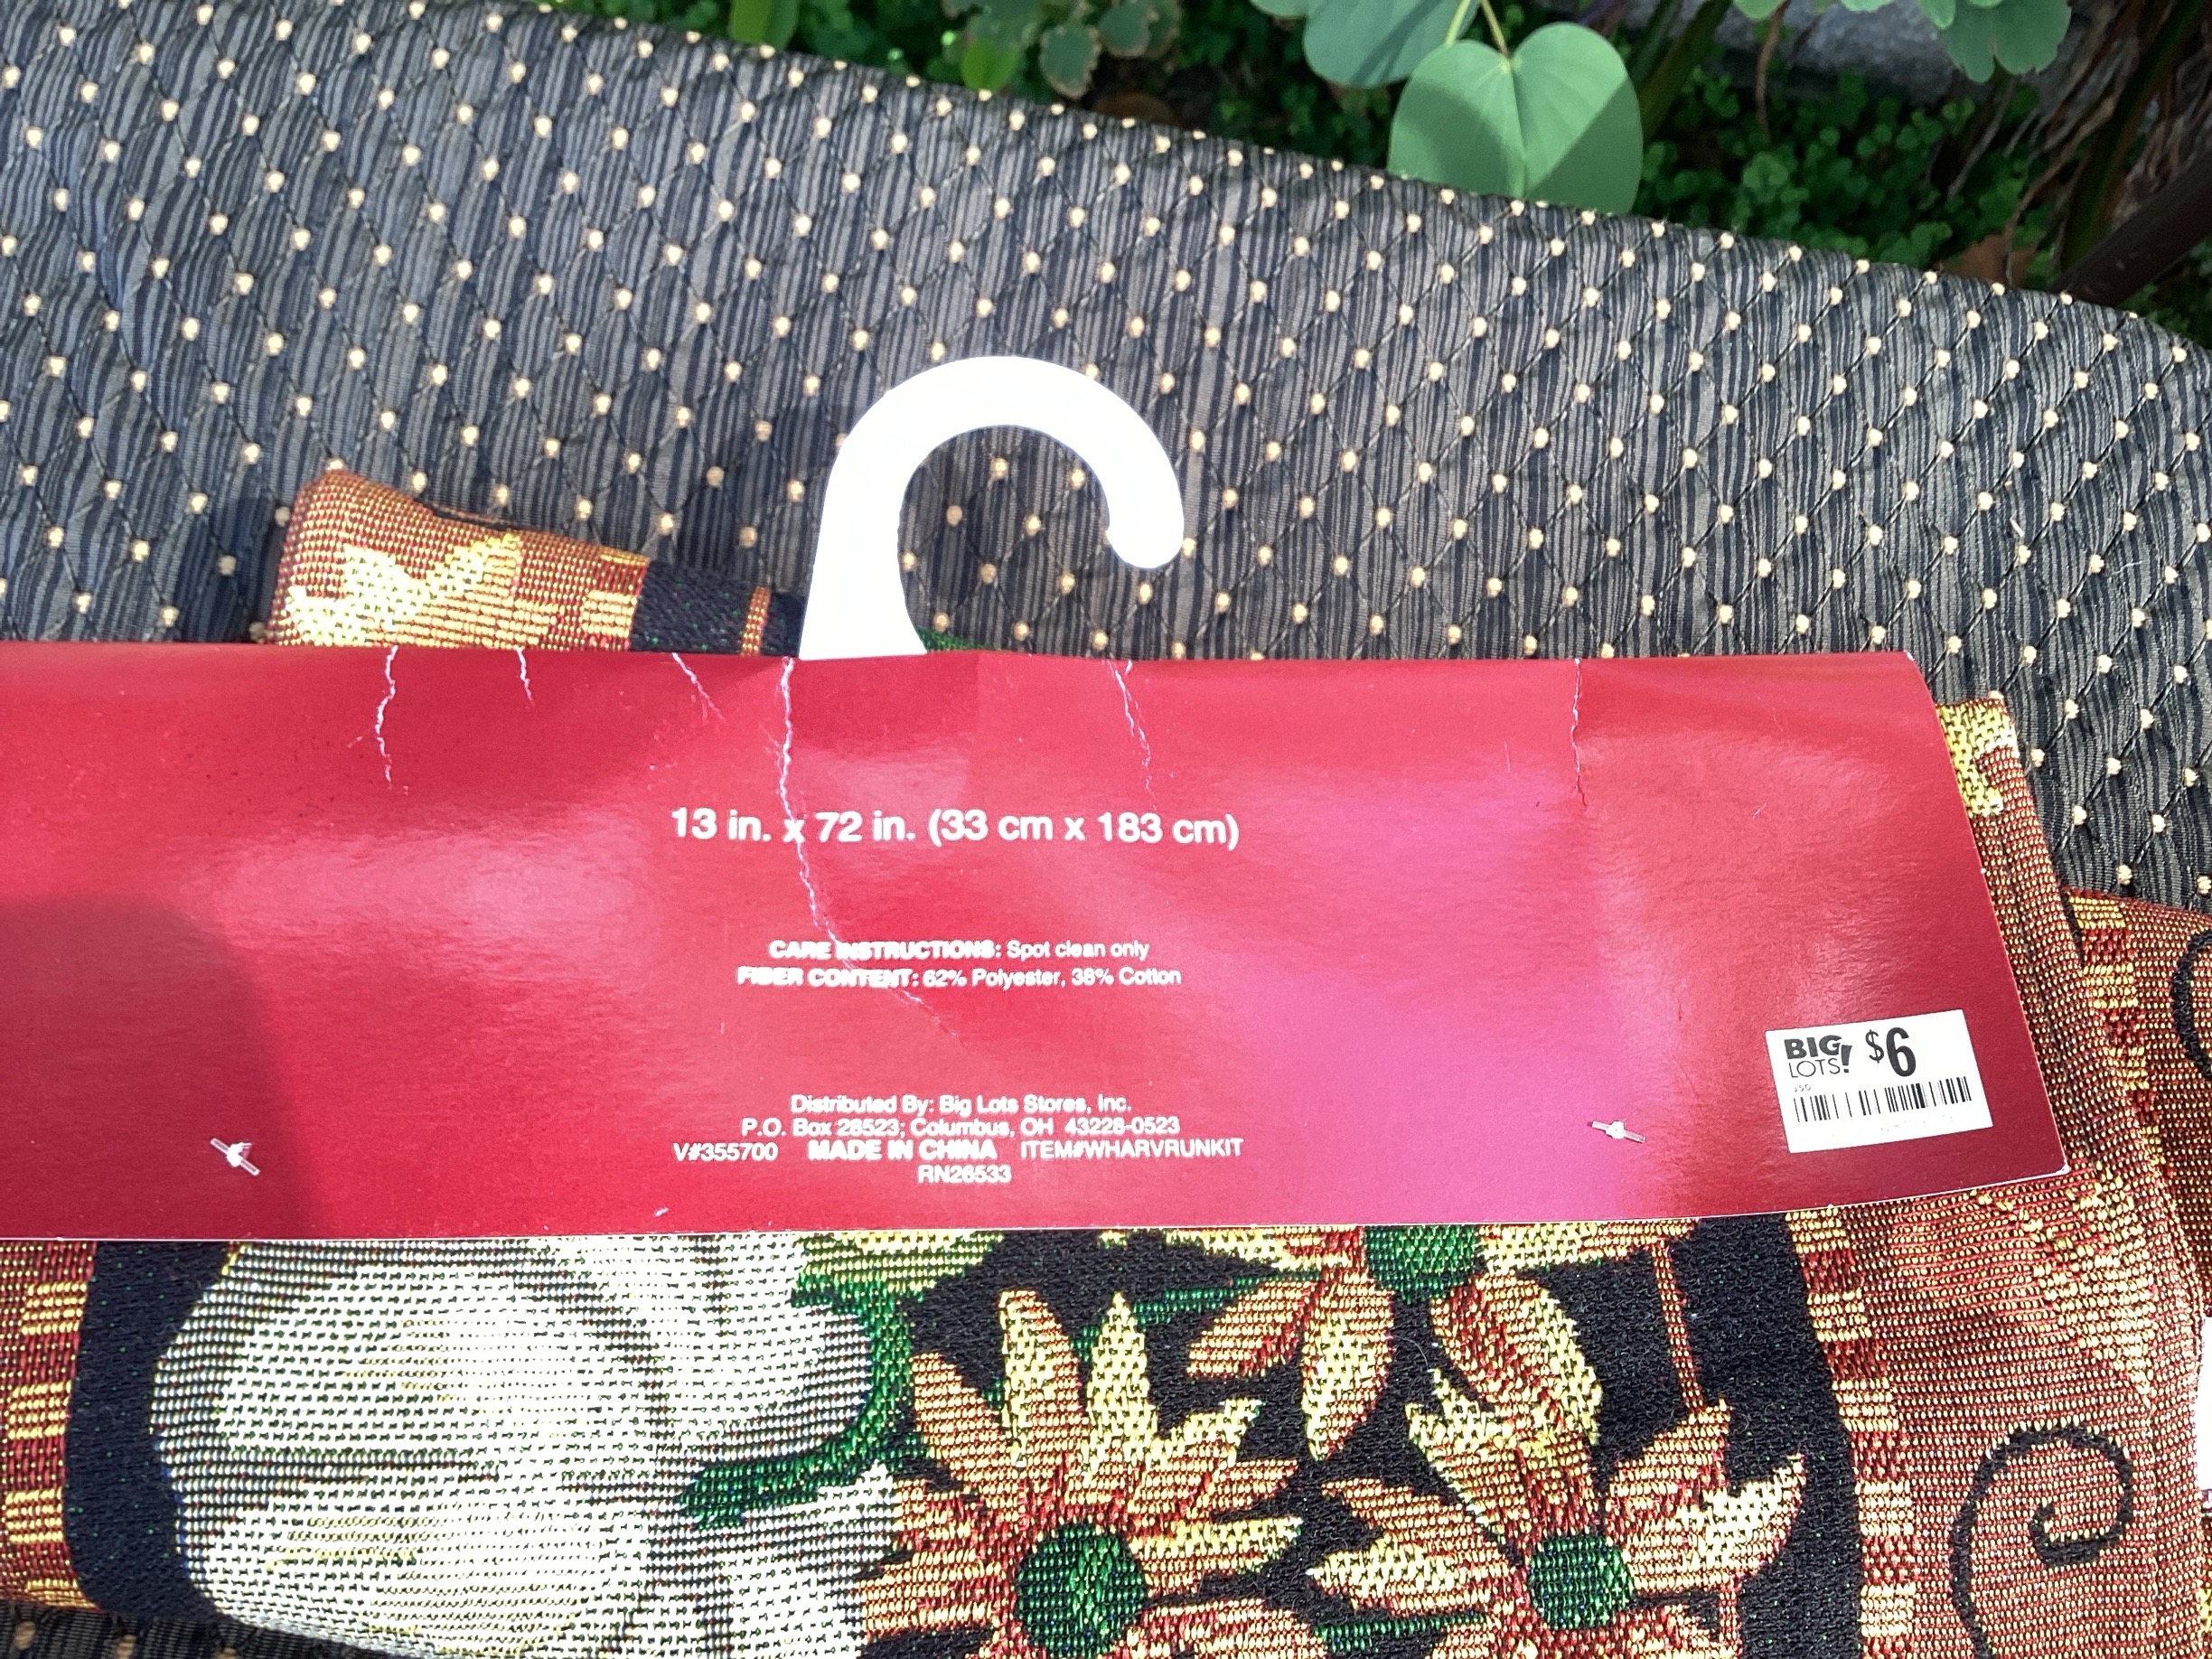 13 in. x 72 in. (33 cm x 183 cm)
CARE INSTRUCTIONS: Spot clean only
FIBER CONTENT: 62% Polyester, 38% Cotton
BIG LOTS! $6
Distributed By: Big Lots Stores, Inc.
P.O. Box 28523; Columbus, OH 43228-0523
V#355700 MADE IN CHINA ITEM#WHARVRUNKIT
RN26533